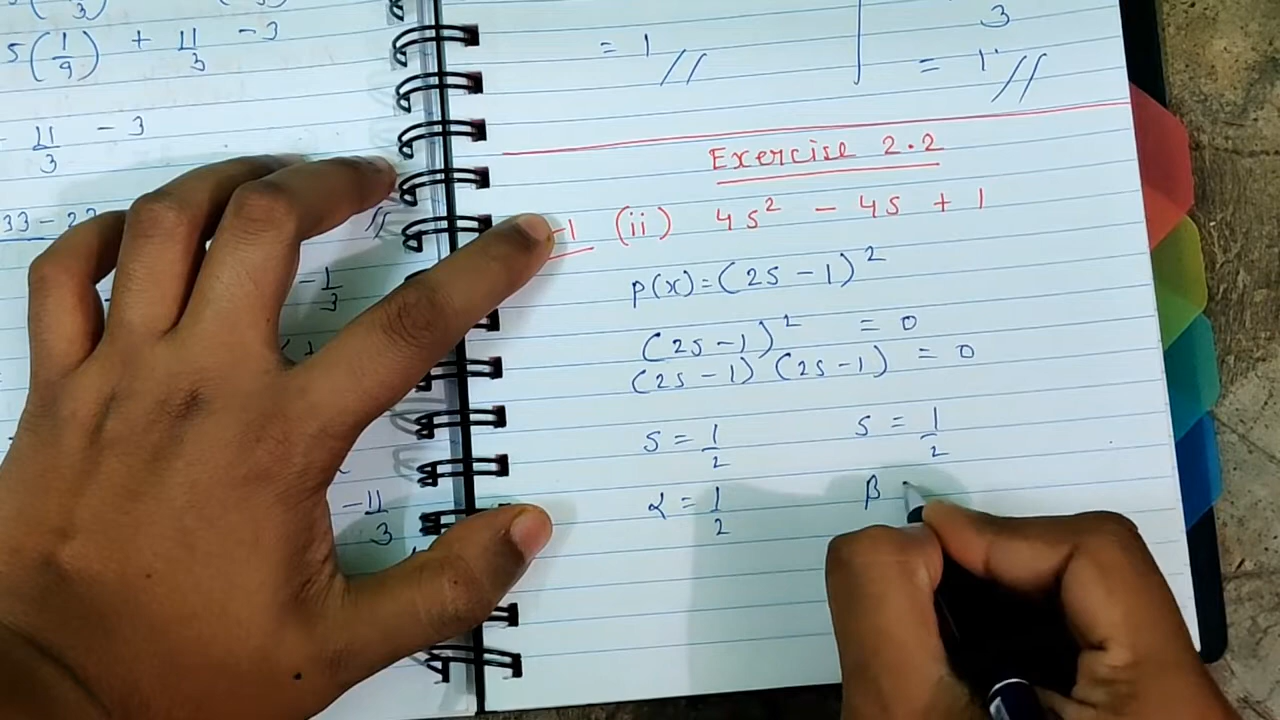 5(1/9) + 11/3 - 3
11/3 - 3
33 - 22
-1/3
-11/3
= 1 //
3
= 1 //
Exercise 2.2
-1 (ii) 4s² - 4s + 1
p(x) = (2s - 1)²
(2s - 1)² = 0
(2s - 1) (2s - 1) = 0
s = 1/2 s = 1/2
α = 1/2 β